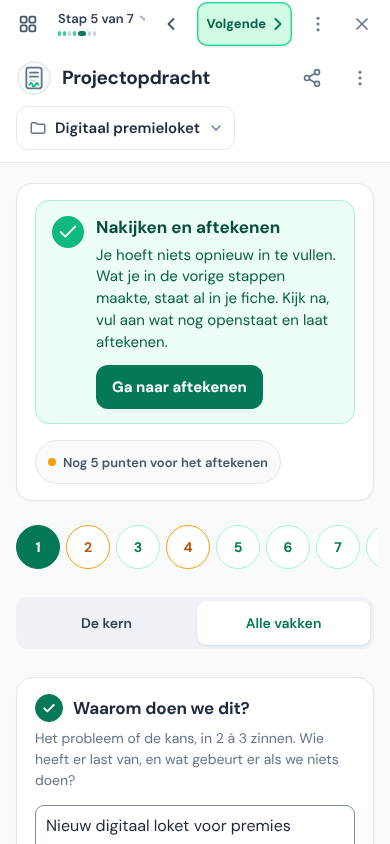 Stap 5 van 7
Volgende
Projectopdracht
Digitaal premieloket
Nakijken en aftekenen
Je hoeft niets opnieuw in te vullen.
Wat je in de vorige stappen
maakte, staat al in je fiche. Kijk na,
vul aan wat nog openstaat en laat
aftekenen.
Ga naar aftekenen
Nog 5 punten voor het aftekenen
1 2 3 4 5 6 7
De kern Alle vakken
Waarom doen we dit?
Het probleem of de kans, in 2 à 3 zinnen. Wie
heeft er last van, en wat gebeurt er als we niets
doen?
Nieuw digitaal loket voor premies